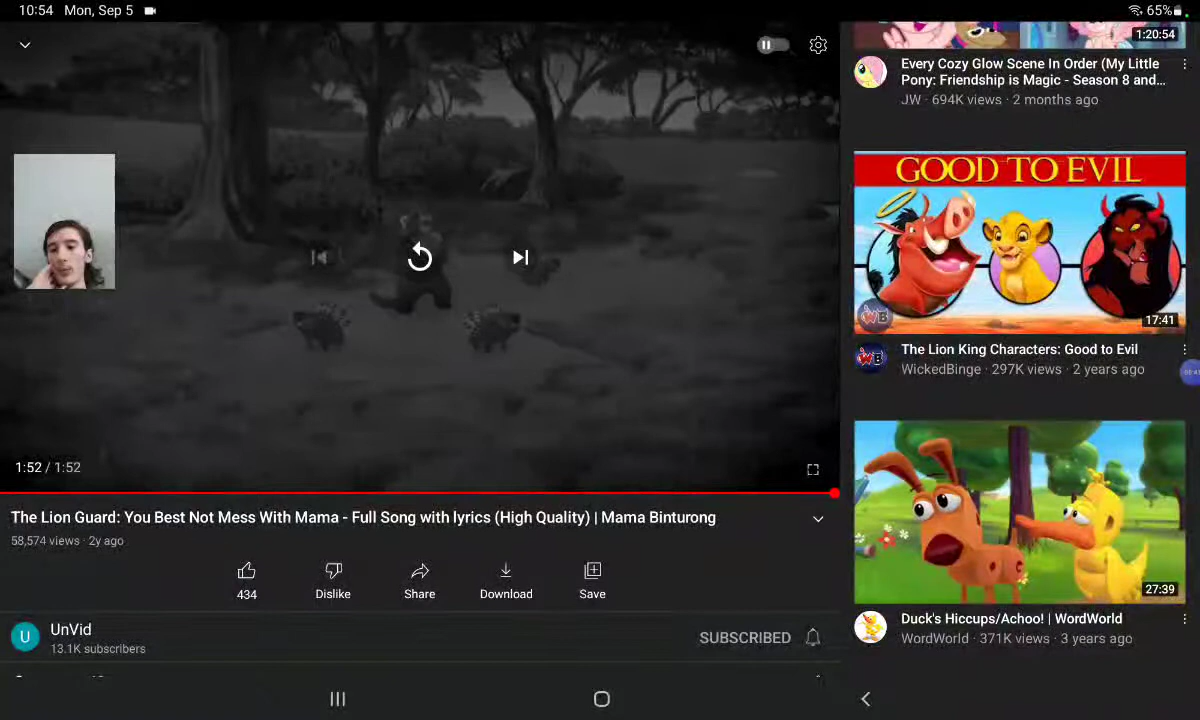 10:54 Mon, Sep 5
65%
1:20:54
Every Cozy Glow Scene In Order (My Little
Pony: Friendship is Magic - Season 8 and...
JW · 694K views · 2 months ago
GOOD TO EVIL
WB
17:41
WB
The Lion King Characters: Good to Evil
WickedBinge · 297K views · 2 years ago
1:52 / 1:52
The Lion Guard: You Best Not Mess With Mama - Full Song with lyrics (High Quality) | Mama Binturong
58,574 views · 2y ago
434
Dislike
Share
Download
Save
U
UnVid
13.1K subscribers
SUBSCRIBED
27:39
Duck's Hiccups/Achoo! | WordWorld
WordWorld · 371K views · 3 years ago